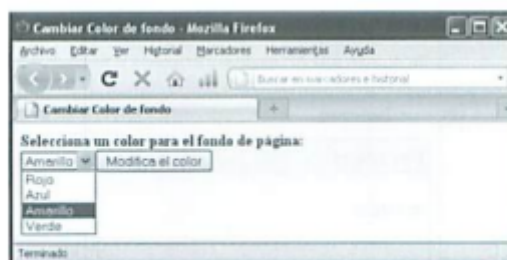 Cambiar Color de fondo - Mozilla Firefox
Archivo Editar Ver Historial Marcadores Herramientas Ayuda
Buscar en marcadores e historial
Cambiar Color de fondo
Selecciona un color para el fondo de página:
Amarillo Modifica el color
Rojo
Azul
Amarillo
Verde
Terminado